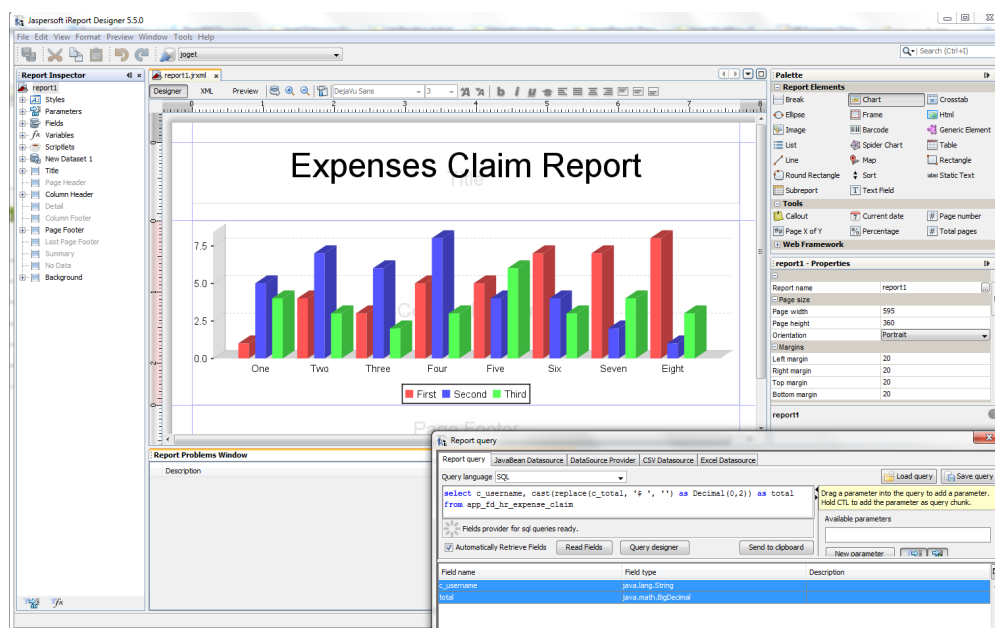 Jaspersoft iReport Designer 5.5.0
File Edit View Format Preview Window Tools Help
joget
Search (Ctrl+I)
Report Inspector
report1
Styles
Parameters
Fields
Variables
Scriptlets
New Dataset 1
Title
Page Header
Column Header
Detail
Column Footer
Page Footer
Last Page Footer
Summary
No Data
Background
report1.jrxml
Designer XML Preview DejaVu Sans 3
0 1 2 3 4 5 6 7 8
Title
Expenses Claim Report
7.5
5.0
2.5
0.0
One Two Three Four Five Six Seven Eight
First Second Third
Page Footer
Report Problems Window
Description
Palette
Report Elements
Break Chart Crosstab
Ellipse Frame Html
Image Barcode Generic Element
List Spider Chart Table
Line Map Rectangle
Round Rectangle Sort Static Text
Subreport Text Field
Tools
Callout Current date Page number
Page X of Y Percentage Total pages
Web Framework
report1 - Properties
Report name report1
Page size
Page width 595
Page height 360
Orientation Portrait
Margins
Left margin 20
Right margin 20
Top margin 20
Bottom margin 20
report1
Report query
Report query JavaBean Datasource DataSource Provider CSV Datasource Excel Datasource
Query language SQL Load query Save query
select c_username, cast(replace(c_total, '$ ', '') as Decimal(0,2)) as total
from app_fd_hr_expense_claim
Drag a parameter into the query to add a parameter.
Hold CTL to add the parameter as query chunk.
Available parameters
Fields provider for sql queries ready.
Automatically Retrieve Fields Read Fields Query designer Send to clipboard
New parameter
Field name Field type Description
c_username java.lang.String
total java.math.BigDecimal